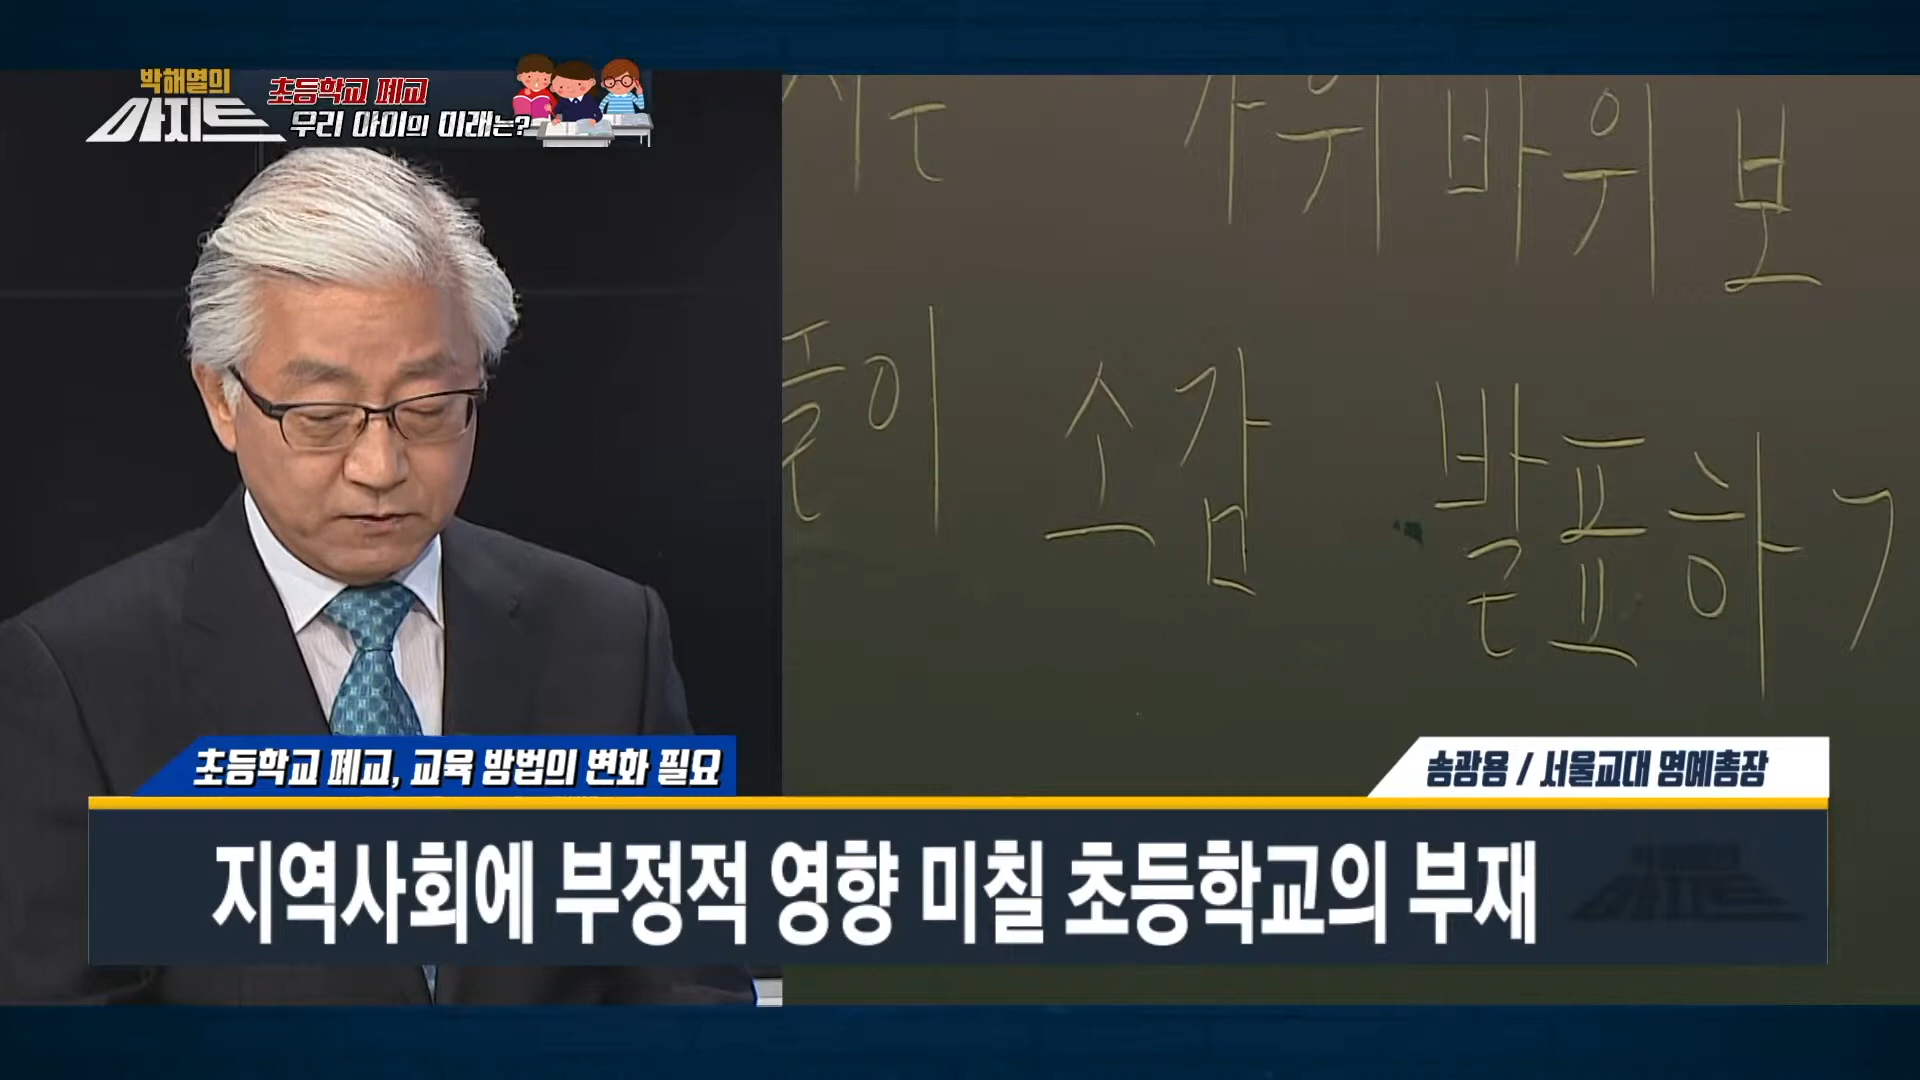 박해열의
아지트
초등학교 폐교
우리 아이의 미래는?
가위바위보
놀이 소감 발표하기
초등학교 폐교, 교육 방법의 변화 필요
송광용 / 서울교대 명예총장
지역사회에 부정적 영향 미칠 초등학교의 부재